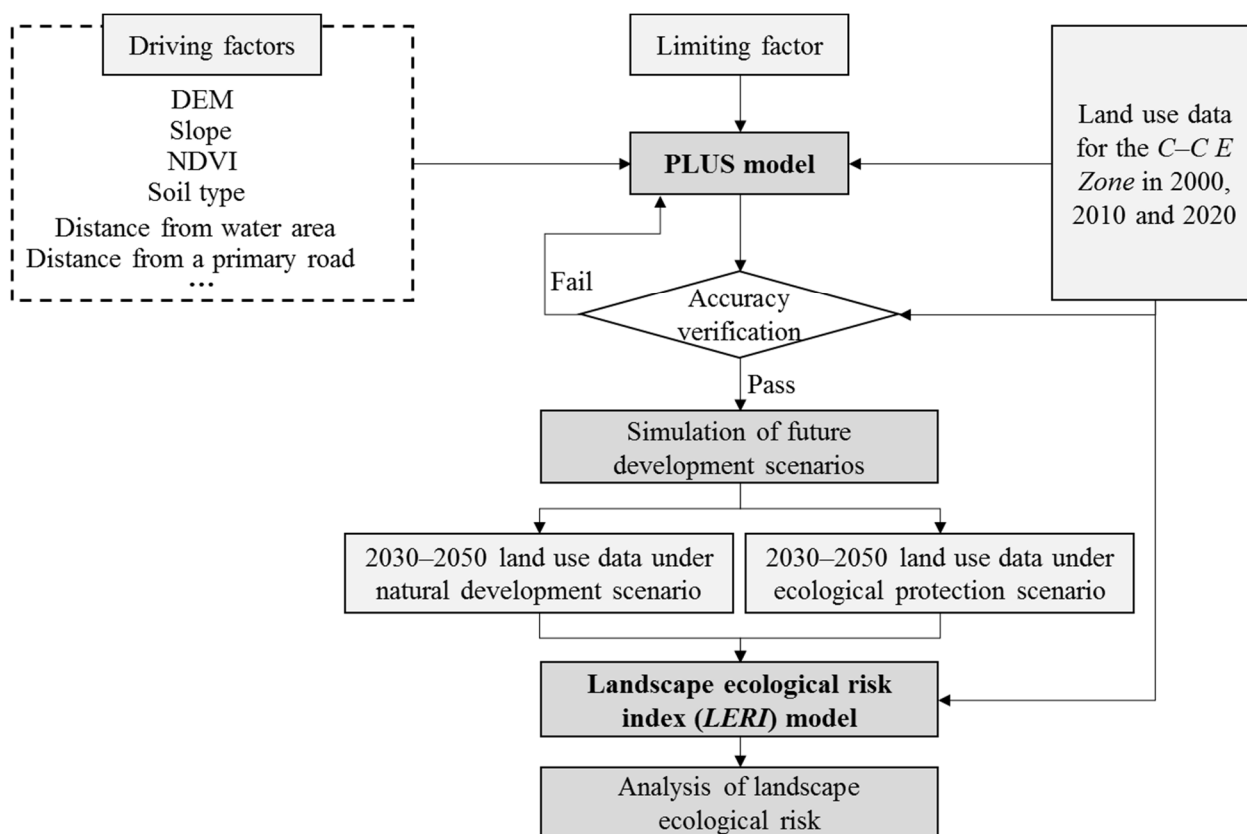 Driving factors
DEM
Slope
NDVI
Soil type
Distance from water area
Distance from a primary road
...
Limiting factor
PLUS model
Land use data
for the C–C E
Zone in 2000,
2010 and 2020
Fail
Accuracy
verification
Pass
Simulation of future
development scenarios
2030–2050 land use data under
natural development scenario
2030–2050 land use data under
ecological protection scenario
Landscape ecological risk
index (LERI) model
Analysis of landscape
ecological risk